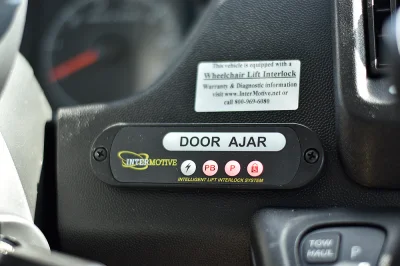 This vehicle is equipped with a
Wheelchair Lift Interlock
Warranty & Diagnostic information
visit www.InterMotive.net or
call 800-969-6080
DOOR AJAR
INTERMOTIVE
PB
P
INTELLIGENT LIFT INTERLOCK SYSTEM
TOW
HAUL
P